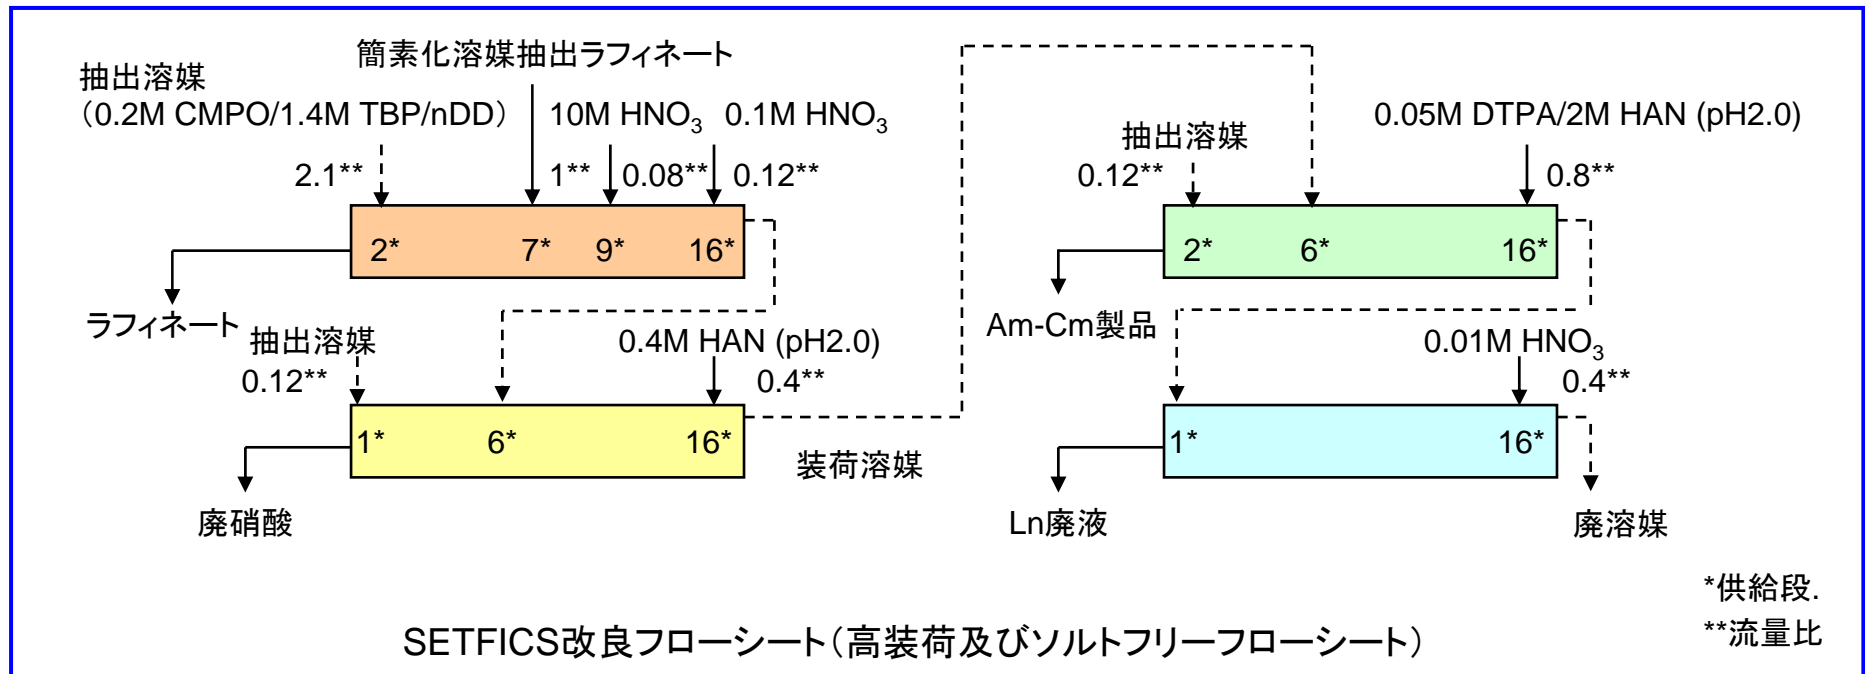 簡素化溶媒抽出ラフィネート
抽出溶媒
(0.2M CMPO/1.4M TBP/nDD)
10M HNO₃
0.1M HNO₃
2.1**
1**
0.08**
0.12**
2*
7*
9*
16*
ラフィネート
抽出溶媒
0.12**
0.4M HAN (pH2.0)
0.4**
1*
6*
16*
装荷溶媒
廃硝酸
抽出溶媒
0.12**
0.05M DTPA/2M HAN (pH2.0)
0.8**
2*
6*
16*
Am-Cm製品
0.01M HNO₃
0.4**
1*
16*
Ln廃液
廃溶媒
*供給段.
**流量比
SETFICS改良フローシート(高装荷及びソルトフリーフローシート)